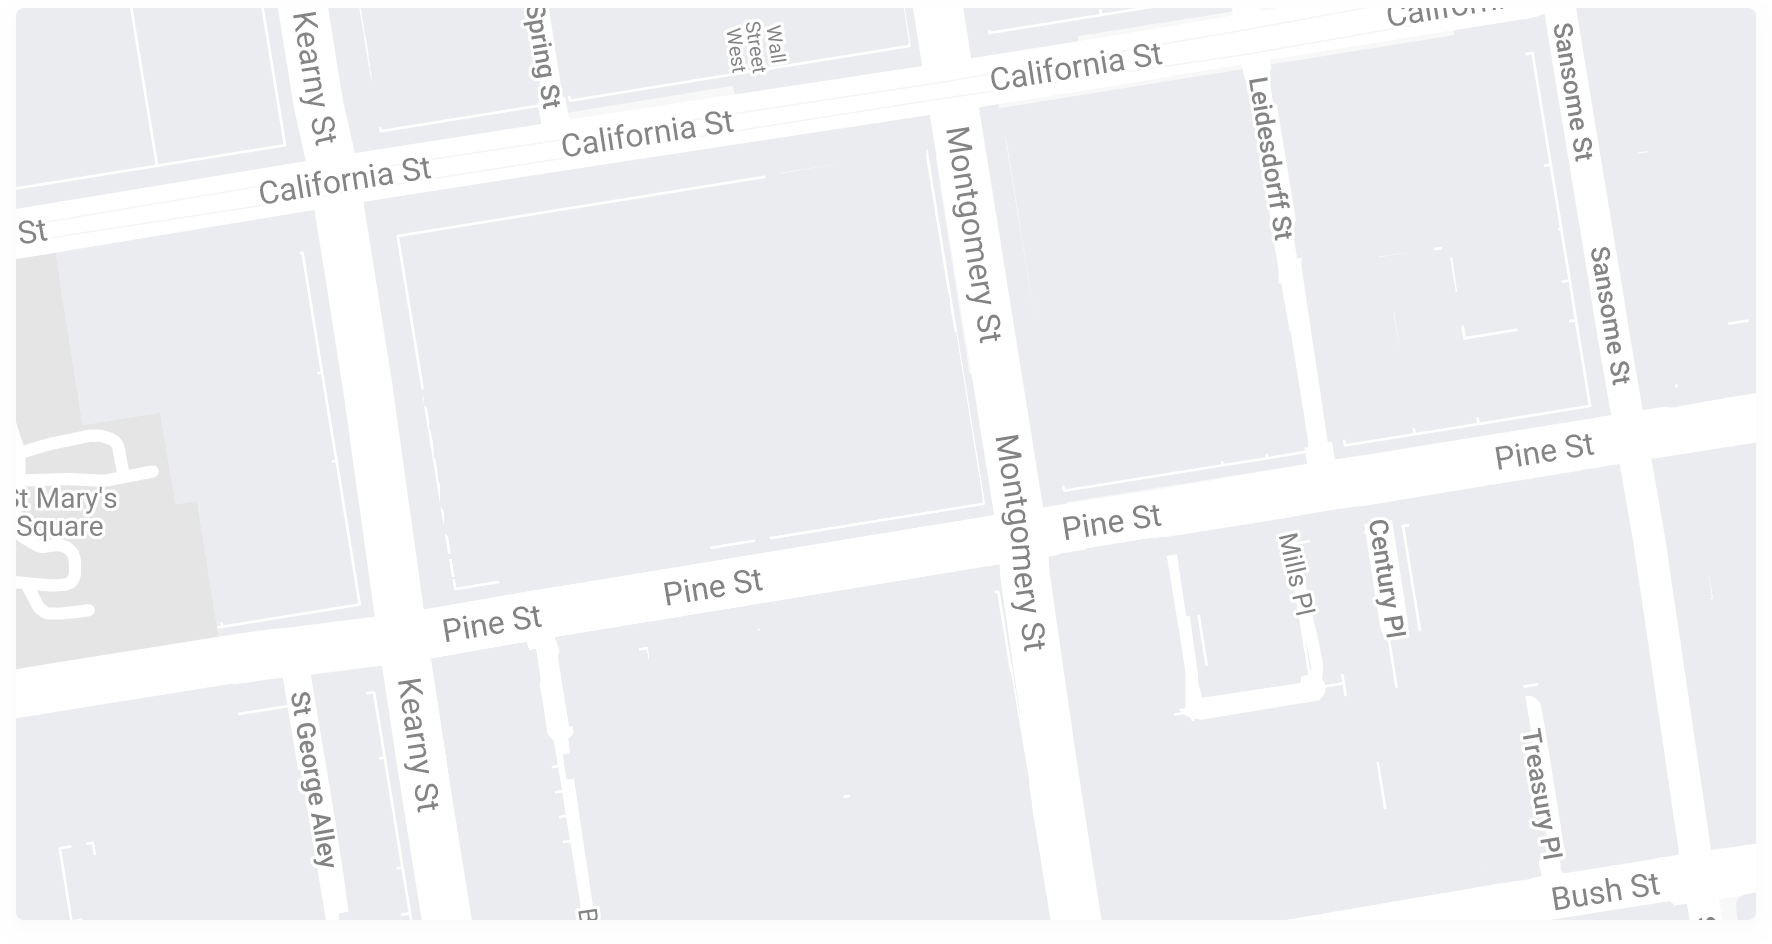 Kearny St
Spring St
Wall
Street
West
California St
California St
California St
St
Sansome St
Leidesdorff St
Montgomery St
Sansome St
Montgomery St
Pine St
Pine St
Pine St
Pine St
St Mary's
Square
Mills Pl
Century Pl
Kearny St
St George Alley
Treasury Pl
Bush St